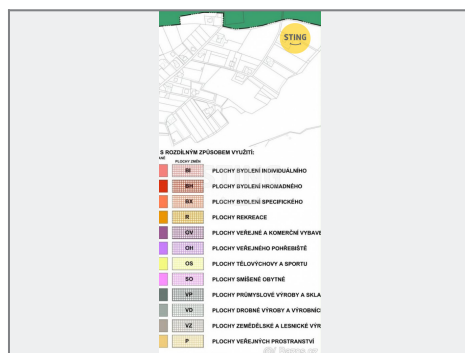 STING
S ROZDÍLNÝM ZPŮSOBEM VYUŽITÍ:
PLOCHY ZMĚN
BI PLOCHY BYDLENÍ INDIVIDUÁLNÍHO
BH PLOCHY BYDLENÍ HROMADNÉHO
BX PLOCHY BYDLENÍ SPECIFICKÉHO
R PLOCHY REKREACE
OV PLOCHY VEŘEJNÉ A KOMERČNÍ VYBAVE
OH PLOCHY VEŘEJNÉHO POHŘEBIŠTĚ
OS PLOCHY TĚLOVÝCHOVY A SPORTU
SO PLOCHY SMÍŠENÉ OBYTNÉ
VP PLOCHY PRŮMYSLOVÉ VÝROBY A SKLA
VD PLOCHY DROBNÉ VÝROBY A VÝROBNÍC
VZ PLOCHY ZEMĚDĚLSKÉ A LESNICKÉ VÝR
P PLOCHY VEŘEJNÝCH PROSTRANSTVÍ